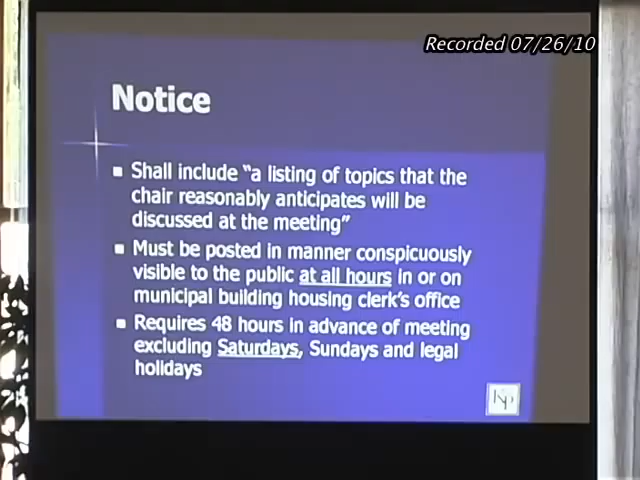 Recorded 07/26/10
Notice
▪ Shall include “a listing of topics that the
chair reasonably anticipates will be
discussed at the meeting”
▪ Must be posted in manner conspicuously
visible to the public at all hours in or on
municipal building housing clerk’s office
▪ Requires 48 hours in advance of meeting
excluding Saturdays, Sundays and legal
holidays